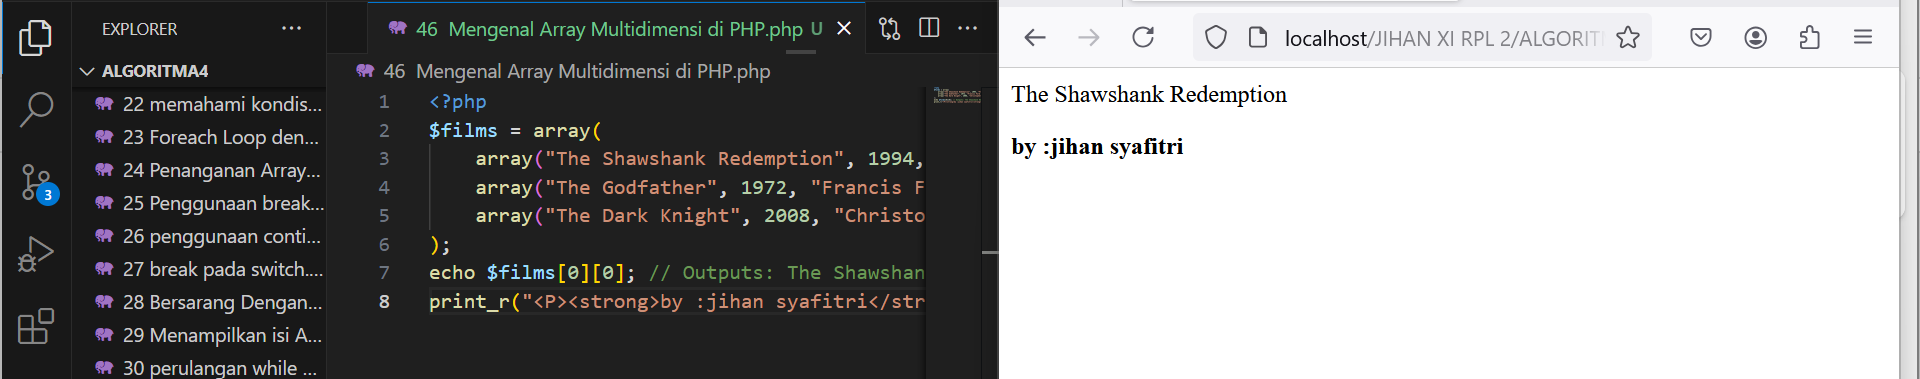 EXPLORER
ALGORITMA4
22 memahami kondis...
23 Foreach Loop den...
24 Penanganan Array...
25 Penggunaan break...
26 penggunaan conti...
27 break pada switch....
28 Bersarang Dengan...
29 Menampilkan isi A...
30 perulangan while ...
3
46 Mengenal Array Multidimensi di PHP.php U
46 Mengenal Array Multidimensi di PHP.php
1 <?php
2 $films = array(
3 array("The Shawshank Redemption", 1994,
4 array("The Godfather", 1972, "Francis F
5 array("The Dark Knight", 2008, "Christo
6 );
7 echo $films[0][0]; // Outputs: The Shawshan
8 print_r("<P><strong>by :jihan syafitri</str
localhost/JIHAN XI RPL 2/ALGORIT
The Shawshank Redemption
by :jihan syafitri